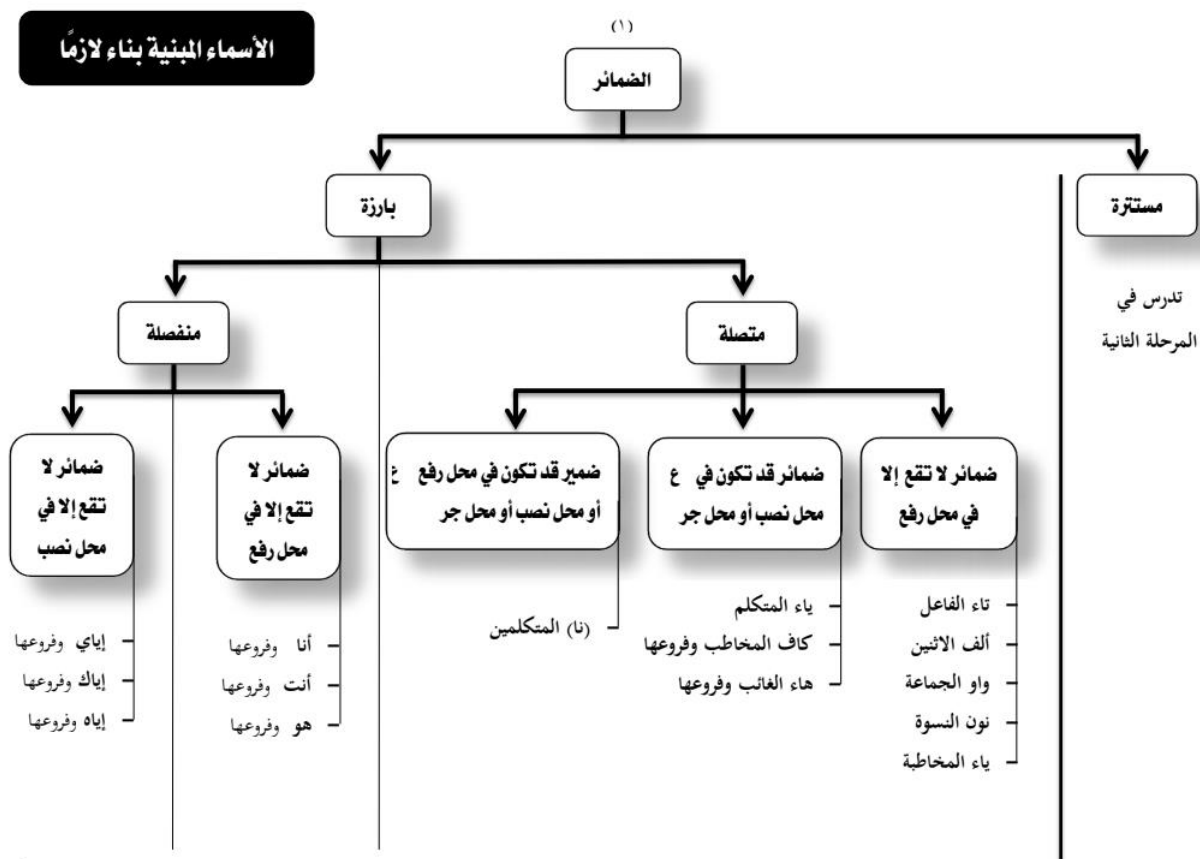 الأسماء المبنية بناء لازمًا
(١)
الضمائر
مستترة
تدرس في
المرحلة الثانية
بارزة
متصلة
ضمائر لا تقع إلا
في محل رفع
– تاء الفاعل
– ألف الاثنين
– واو الجماعة
– نون النسوة
– ياء المخاطبة
ضمائر قد تكون في ع
محل نصب أو محل جر
– ياء المتكلم
– كاف المخاطب وفروعها
– هاء الغائب وفروعها
ضمير قد تكون في محل رفع ع
أو محل نصب أو محل جر
– (نا) المتكلمين
منفصلة
ضمائر لا
تقع إلا في
محل رفع
– أنا وفروعها
– أنت وفروعها
– هو وفروعها
ضمائر لا
تقع إلا في
محل نصب
– إياي وفروعها
– إياك وفروعها
– إياه وفروعها